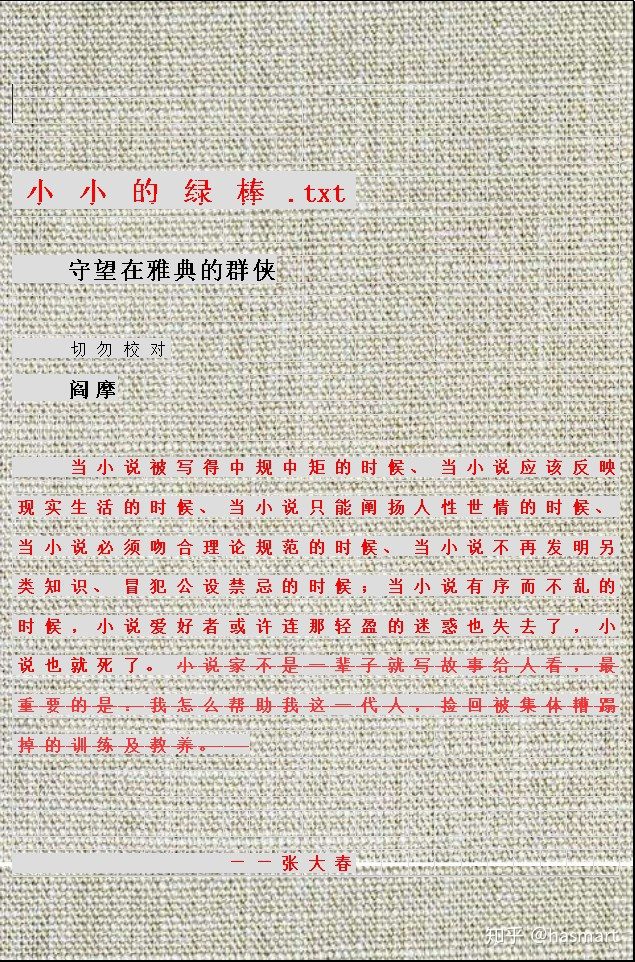 小小的绿棒.txt
守望在雅典的群侠
切勿校对
阎摩
当小说被写得中规中矩的时候、当小说应该反映
现实生活的时候、当小说只能阐扬人性世情的时候、
当小说必须吻合理论规范的时候、当小说不再发明另
类知识、冒犯公设禁忌的时候；当小说有序而不乱的
时候，小说爱好者或许连那轻盈的迷惑也失去了，小
说也就死了。小说家不是一辈子就写故事给人看，最
重要的是：我怎么帮助我这一代人，捡回被集体糟蹋
掉的训练及教养。——
——张大春
知乎 @hasmart